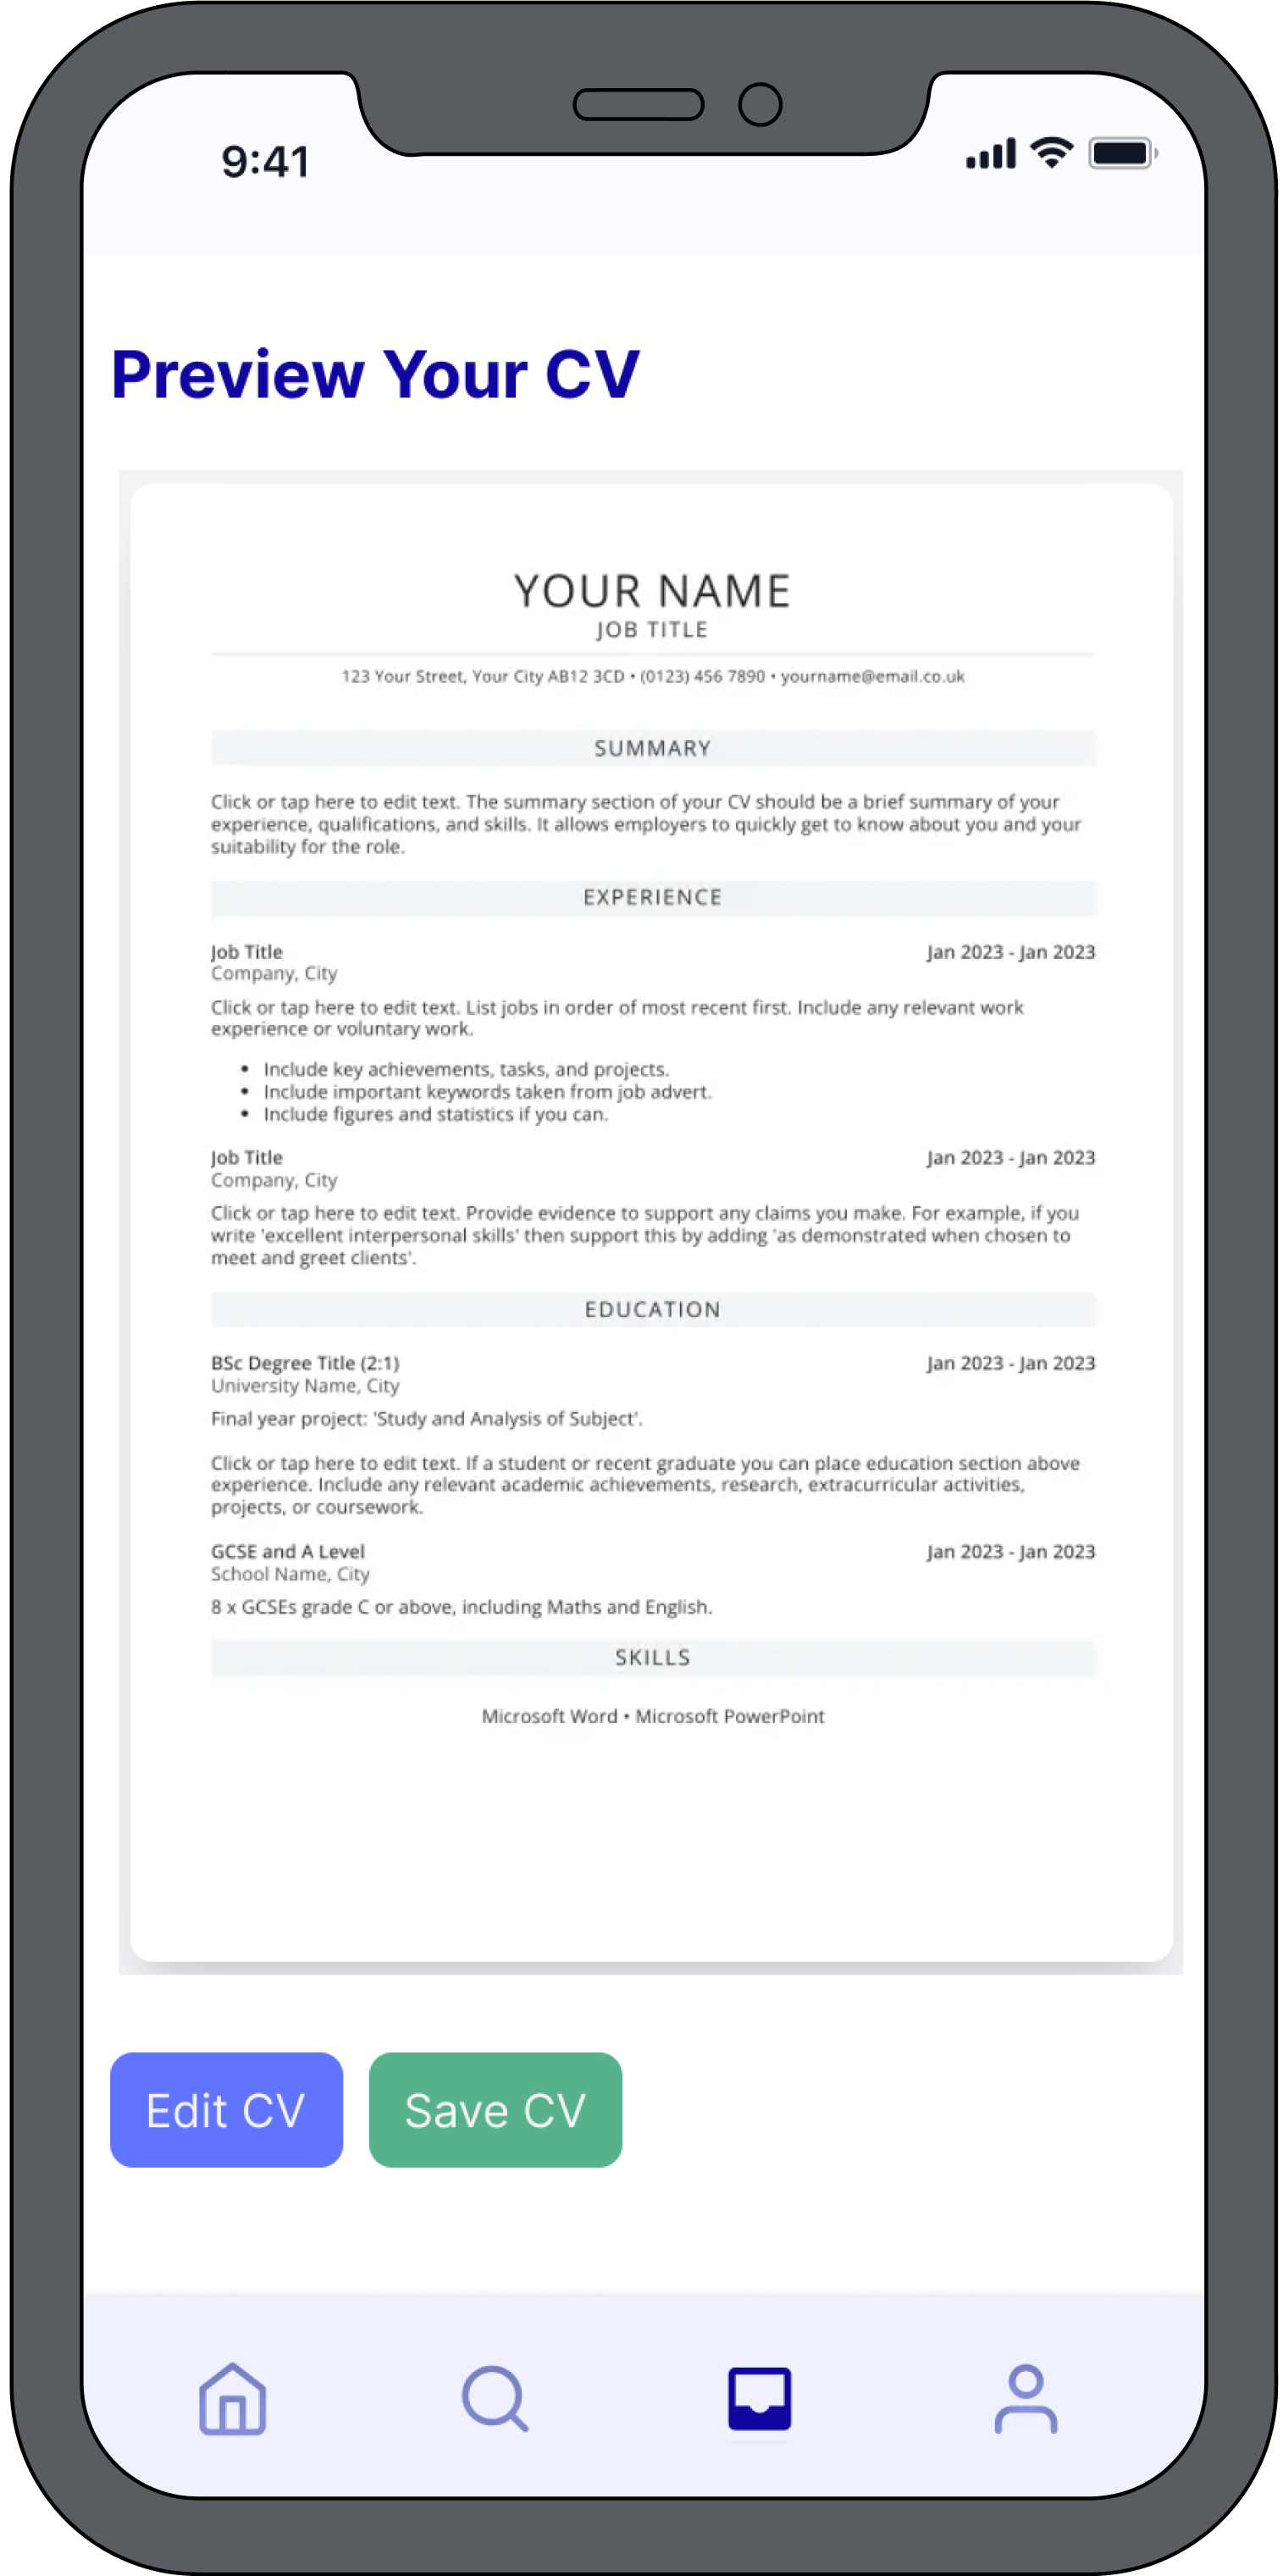 9:41
Preview Your CV
YOUR NAME
JOB TITLE
123 Your Street, Your City AB12 3CD • (0123) 456 7890 • yourname@email.co.uk
SUMMARY
Click or tap here to edit text. The summary section of your CV should be a brief summary of your
experience, qualifications, and skills. It allows employers to quickly get to know about you and your
suitability for the role.
EXPERIENCE
Job Title Jan 2023 - Jan 2023
Company, City
Click or tap here to edit text. List jobs in order of most recent first. Include any relevant work
experience or voluntary work.
• Include key achievements, tasks, and projects.
• Include important keywords taken from job advert.
• Include figures and statistics if you can.
Job Title Jan 2023 - Jan 2023
Company, City
Click or tap here to edit text. Provide evidence to support any claims you make. For example, if you
write 'excellent interpersonal skills' then support this by adding 'as demonstrated when chosen to
meet and greet clients'.
EDUCATION
BSc Degree Title (2:1) Jan 2023 - Jan 2023
University Name, City
Final year project: 'Study and Analysis of Subject'.
Click or tap here to edit text. If a student or recent graduate you can place education section above
experience. Include any relevant academic achievements, research, extracurricular activities,
projects, or coursework.
GCSE and A Level Jan 2023 - Jan 2023
School Name, City
8 x GCSEs grade C or above, including Maths and English.
SKILLS
Microsoft Word • Microsoft PowerPoint
Edit CV Save CV